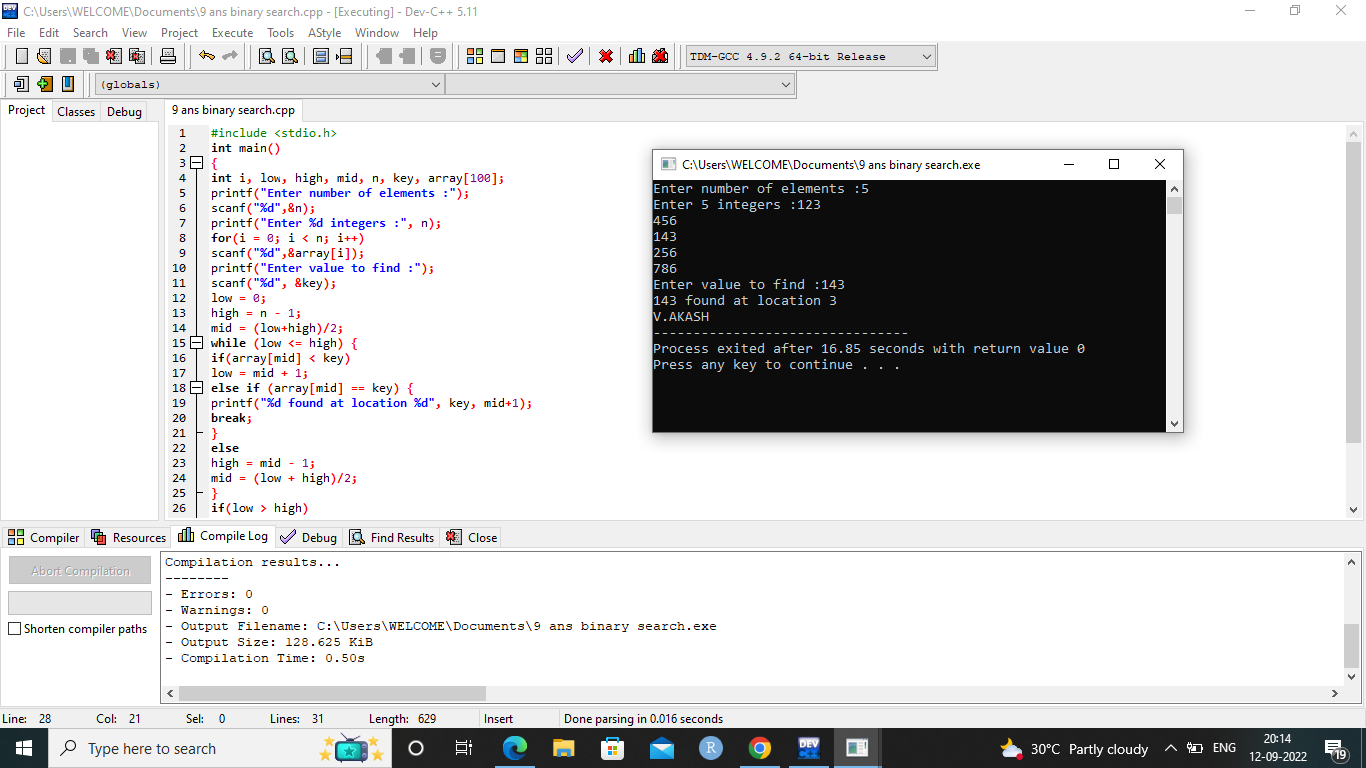 C:\Users\WELCOME\Documents\9 ans binary search.cpp - [Executing] - Dev-C++ 5.11
File Edit Search View Project Execute Tools AStyle Window Help
TDM-GCC 4.9.2 64-bit Release
(globals)
Project Classes Debug
9 ans binary search.cpp
1 #include <stdio.h>
2 int main()
3 {
4 int i, low, high, mid, n, key, array[100];
5 printf("Enter number of elements :");
6 scanf("%d",&n);
7 printf("Enter %d integers :", n);
8 for(i = 0; i < n; i++)
9 scanf("%d",&array[i]);
10 printf("Enter value to find :");
11 scanf("%d", &key);
12 low = 0;
13 high = n - 1;
14 mid = (low+high)/2;
15 while (low <= high) {
16 if(array[mid] < key)
17 low = mid + 1;
18 else if (array[mid] == key) {
19 printf("%d found at location %d", key, mid+1);
20 break;
21 }
22 else
23 high = mid - 1;
24 mid = (low + high)/2;
25 }
26 if(low > high)
C:\Users\WELCOME\Documents\9 ans binary search.exe
Enter number of elements :5
Enter 5 integers :123
456
143
256
786
Enter value to find :143
143 found at location 3
V.AKASH
--------------------------------
Process exited after 16.85 seconds with return value 0
Press any key to continue . . .
Compiler Resources Compile Log Debug Find Results Close
Abort Compilation
Shorten compiler paths
Compilation results...
--------
- Errors: 0
- Warnings: 0
- Output Filename: C:\Users\WELCOME\Documents\9 ans binary search.exe
- Output Size: 128.625 KiB
- Compilation Time: 0.50s
Line: 28 Col: 21 Sel: 0 Lines: 31 Length: 629 Insert Done parsing in 0.016 seconds
Type here to search
R
DEV
30°C Partly cloudy
ENG
20:14
12-09-2022
19